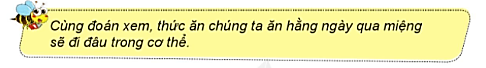 Cùng đoán xem, thức ăn chúng ta ăn hằng ngày qua miệng
sẽ đi đâu trong cơ thể.